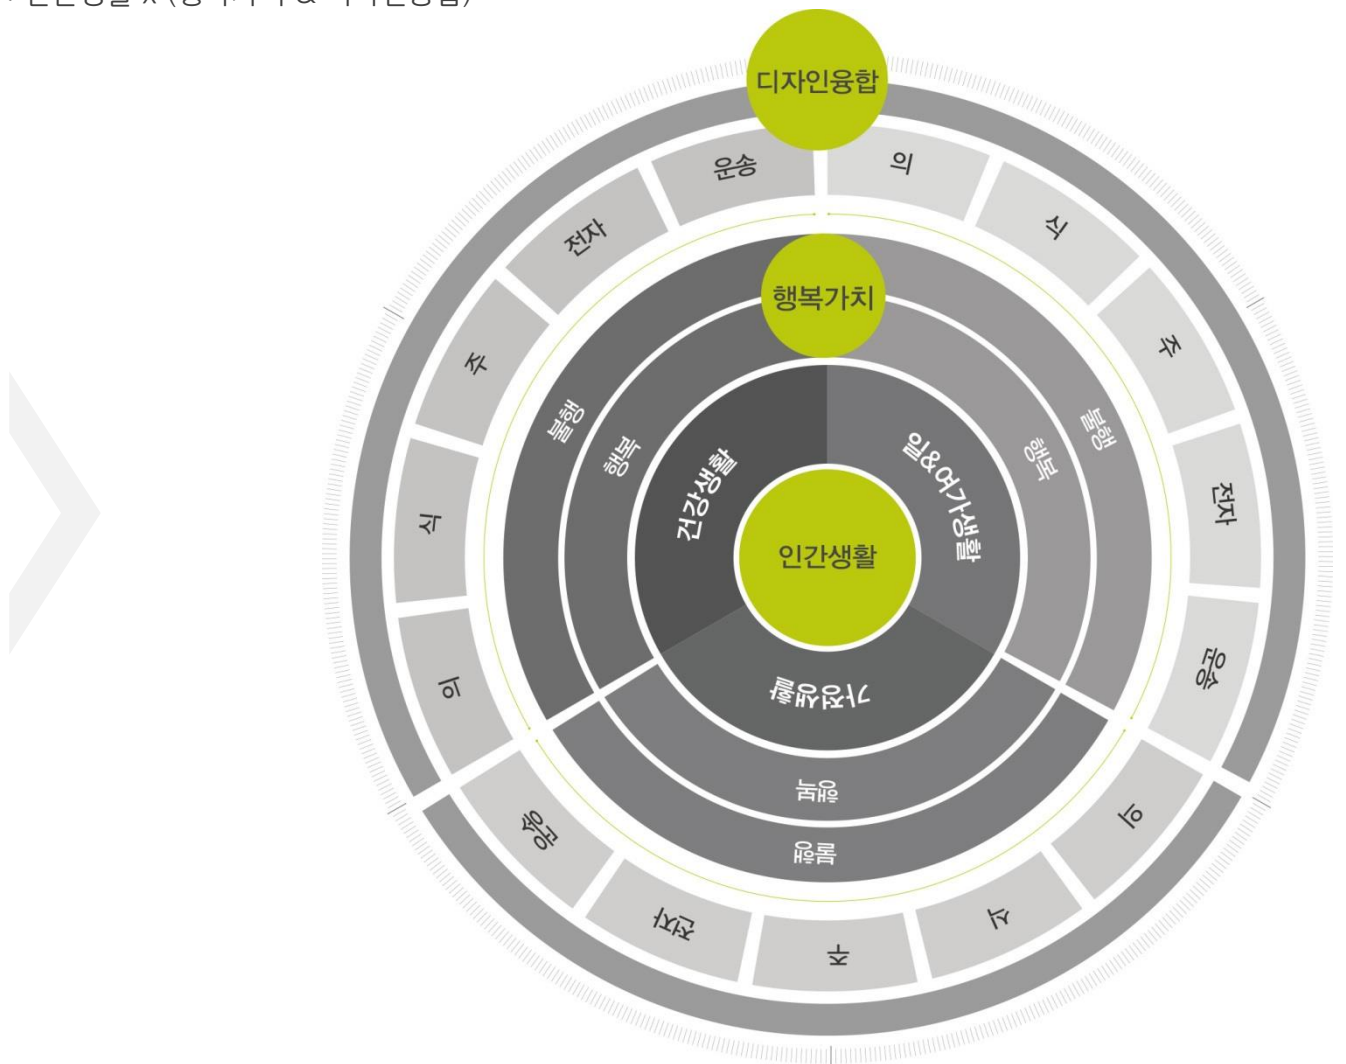 디자인융합
운송
의
식
주
전자
운송
의
식
주
전자
운송
의
식
주
전자
행복가치
불행
행복
행복
불행
행복
불행
건강생활
일&여가생활
가정생활
인간생활